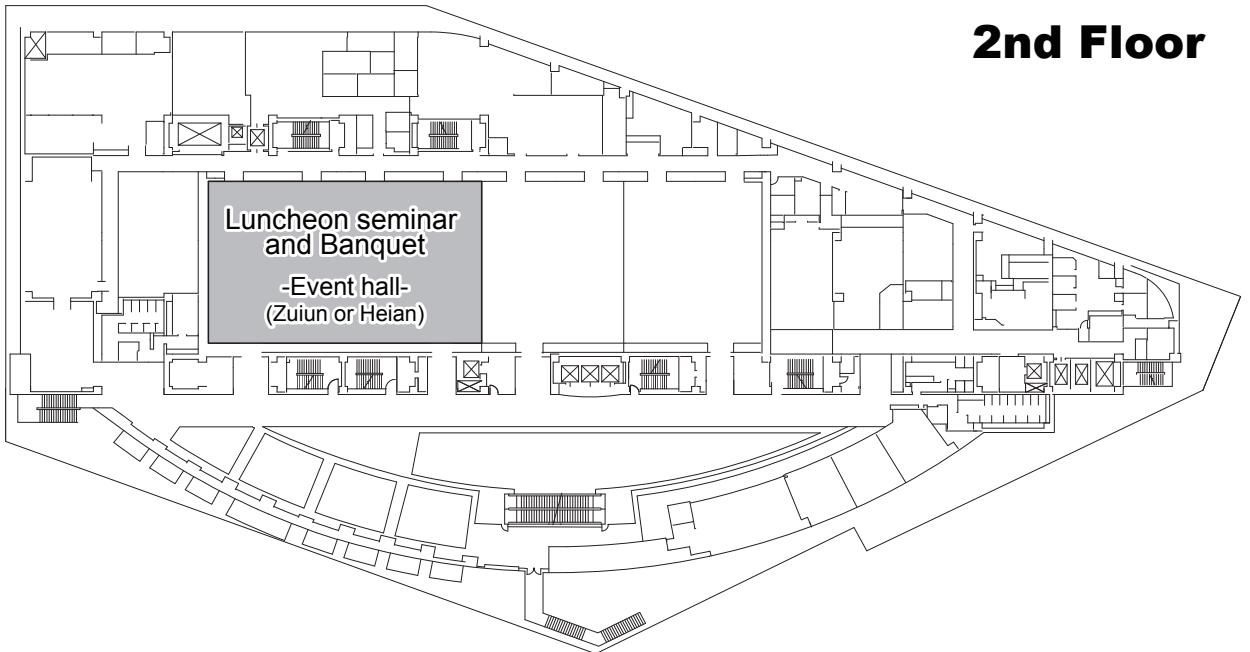 2nd Floor
Luncheon seminar
and Banquet
-Event hall-
(Zuiun or Heian)